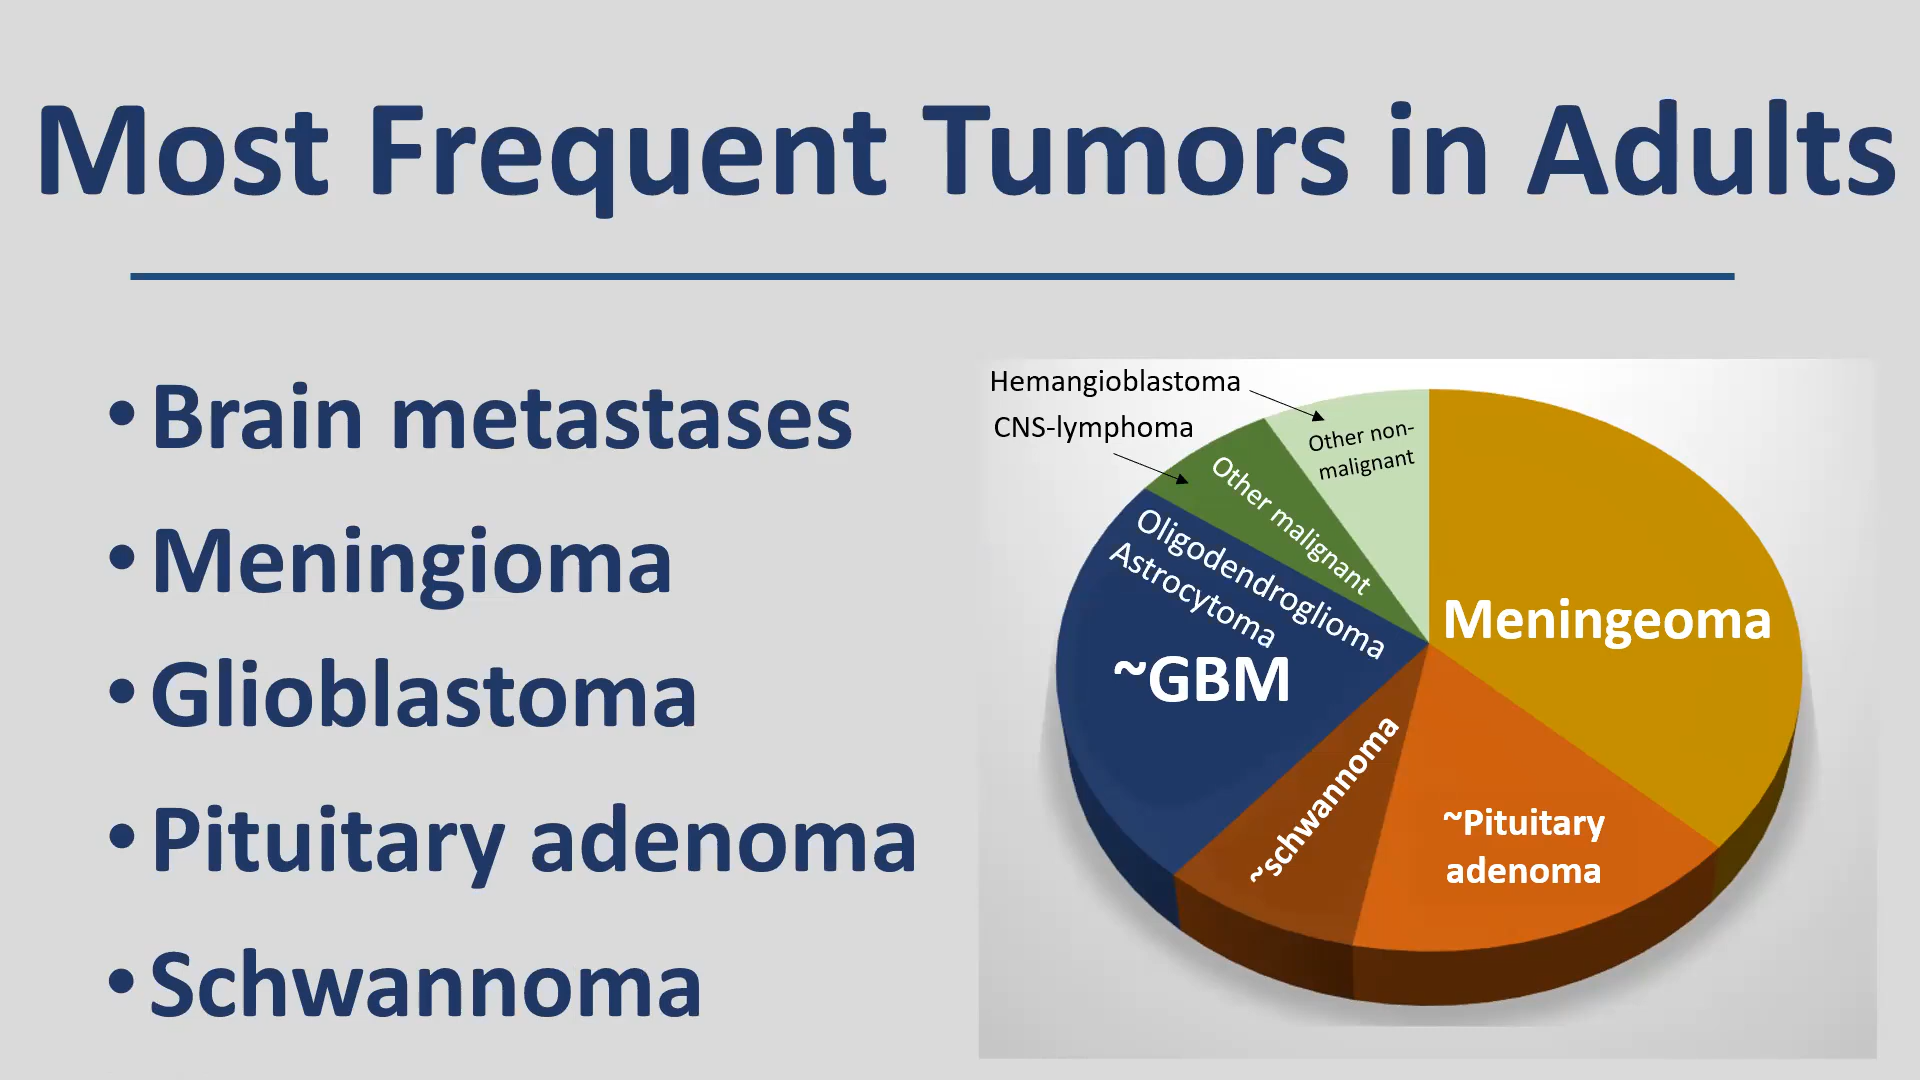 Most Frequent Tumors in Adults
• Brain metastases
• Meningioma
• Glioblastoma
• Pituitary adenoma
• Schwannoma
Hemangioblastoma
CNS-lymphoma
Other non-
malignant
Other malignant
Oligodendroglioma
Astrocytoma
~GBM
Meningeoma
~schwannoma
~Pituitary
adenoma